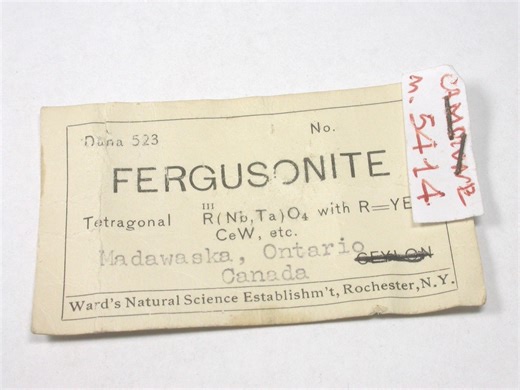 Dana 523 No.
FERGUSONITE
Tetragonal III R(Nb,Ta)O4 with R=YE
CeW, etc.
Madawaska, Ontario CEYLON
Canada
Ward's Natural Science Establishm't, Rochester, N.Y.
m. 5414